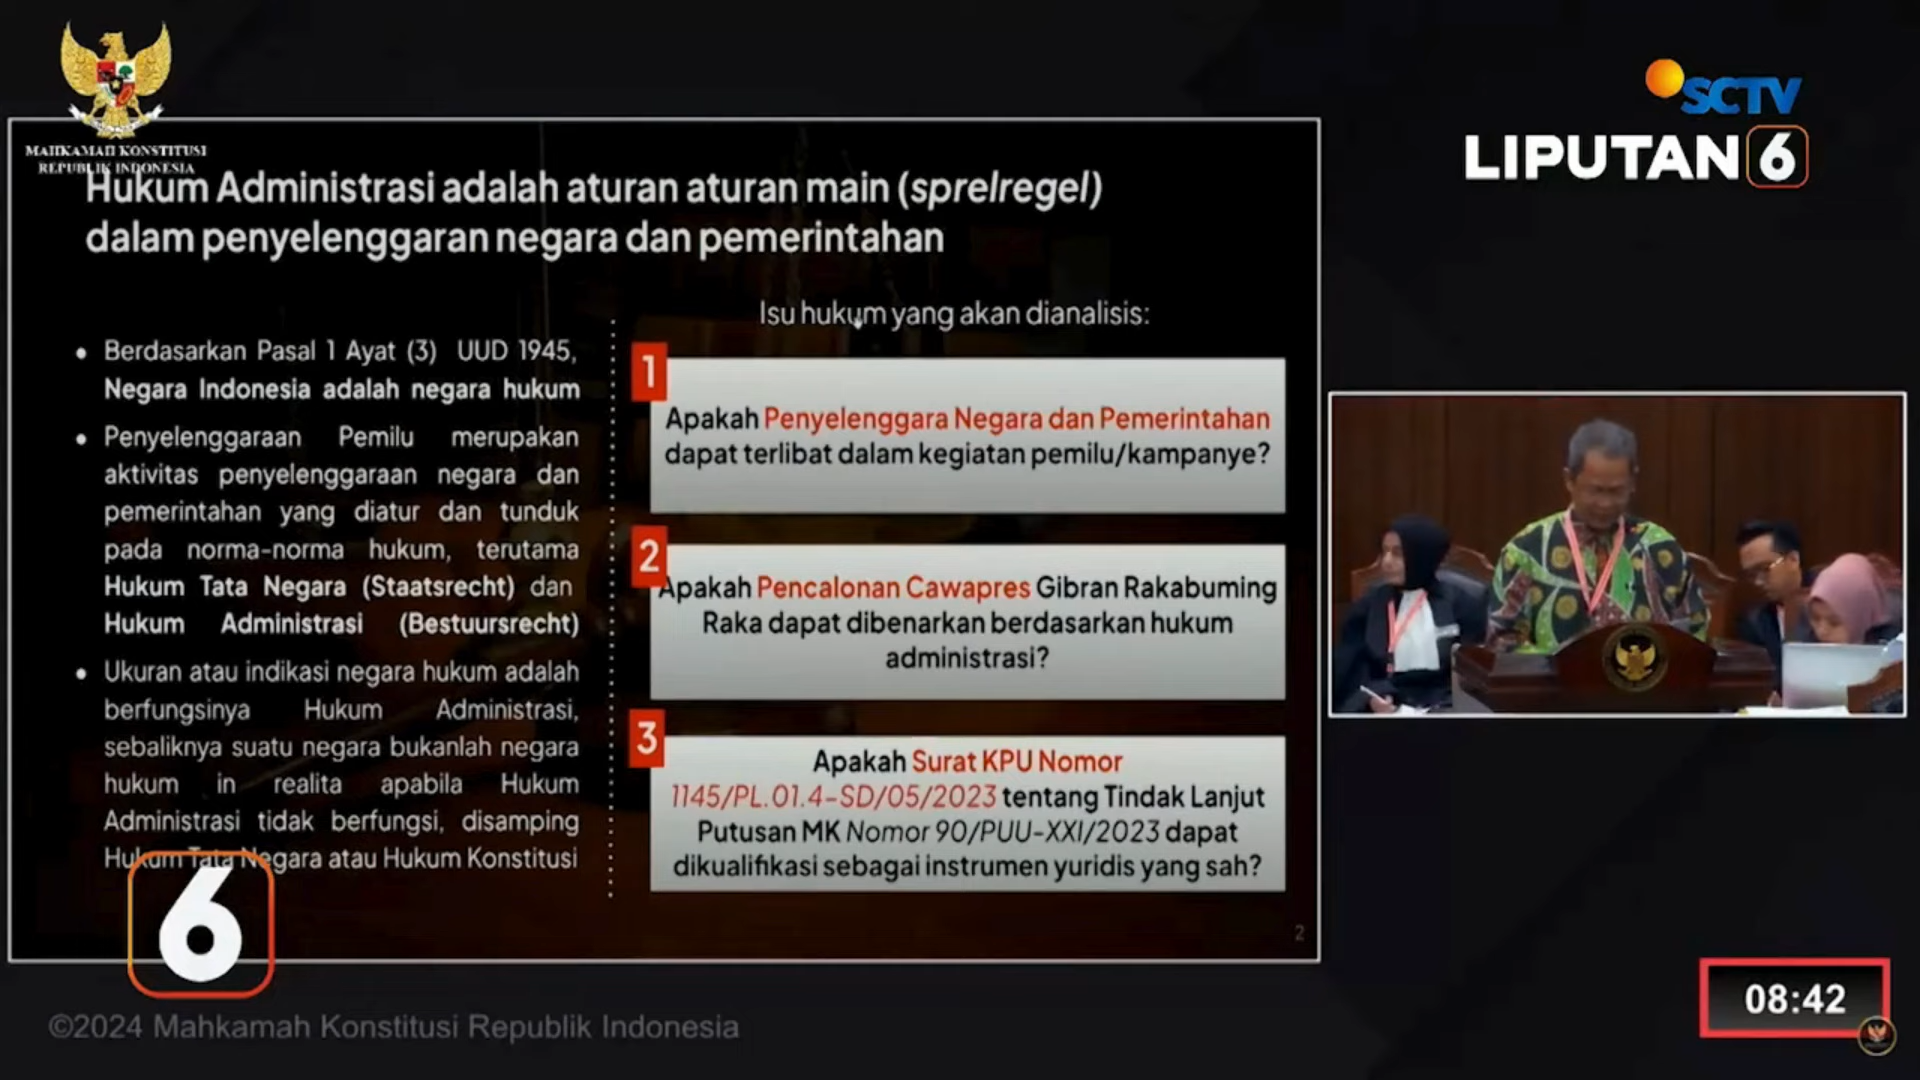 MAHKAMAH KONSTITUSI
REPUBLIK INDONESIA
SCTV
LIPUTAN 6
Hukum Administrasi adalah aturan aturan main (sprelregel)
dalam penyelenggaran negara dan pemerintahan
• Berdasarkan Pasal 1 Ayat (3) UUD 1945,
Negara Indonesia adalah negara hukum
• Penyelenggaraan Pemilu merupakan
aktivitas penyelenggaraan negara dan
pemerintahan yang diatur dan tunduk
pada norma-norma hukum, terutama
Hukum Tata Negara (Staatsrecht) dan
Hukum Administrasi (Bestuursrecht)
• Ukuran atau indikasi negara hukum adalah
berfungsinya Hukum Administrasi,
sebaliknya suatu negara bukanlah negara
hukum in realita apabila Hukum
Administrasi tidak berfungsi, disamping
Hukum Tata Negara atau Hukum Konstitusi
Isu hukum yang akan dianalisis:
1
Apakah Penyelenggara Negara dan Pemerintahan
dapat terlibat dalam kegiatan pemilu/kampanye?
2
Apakah Pencalonan Cawapres Gibran Rakabuming
Raka dapat dibenarkan berdasarkan hukum
administrasi?
3
Apakah Surat KPU Nomor
1145/PL.01.4-SD/05/2023 tentang Tindak Lanjut
Putusan MK Nomor 90/PUU-XXI/2023 dapat
dikualifikasi sebagai instrumen yuridis yang sah?
2
6
©2024 Mahkamah Konstitusi Republik Indonesia
08:42